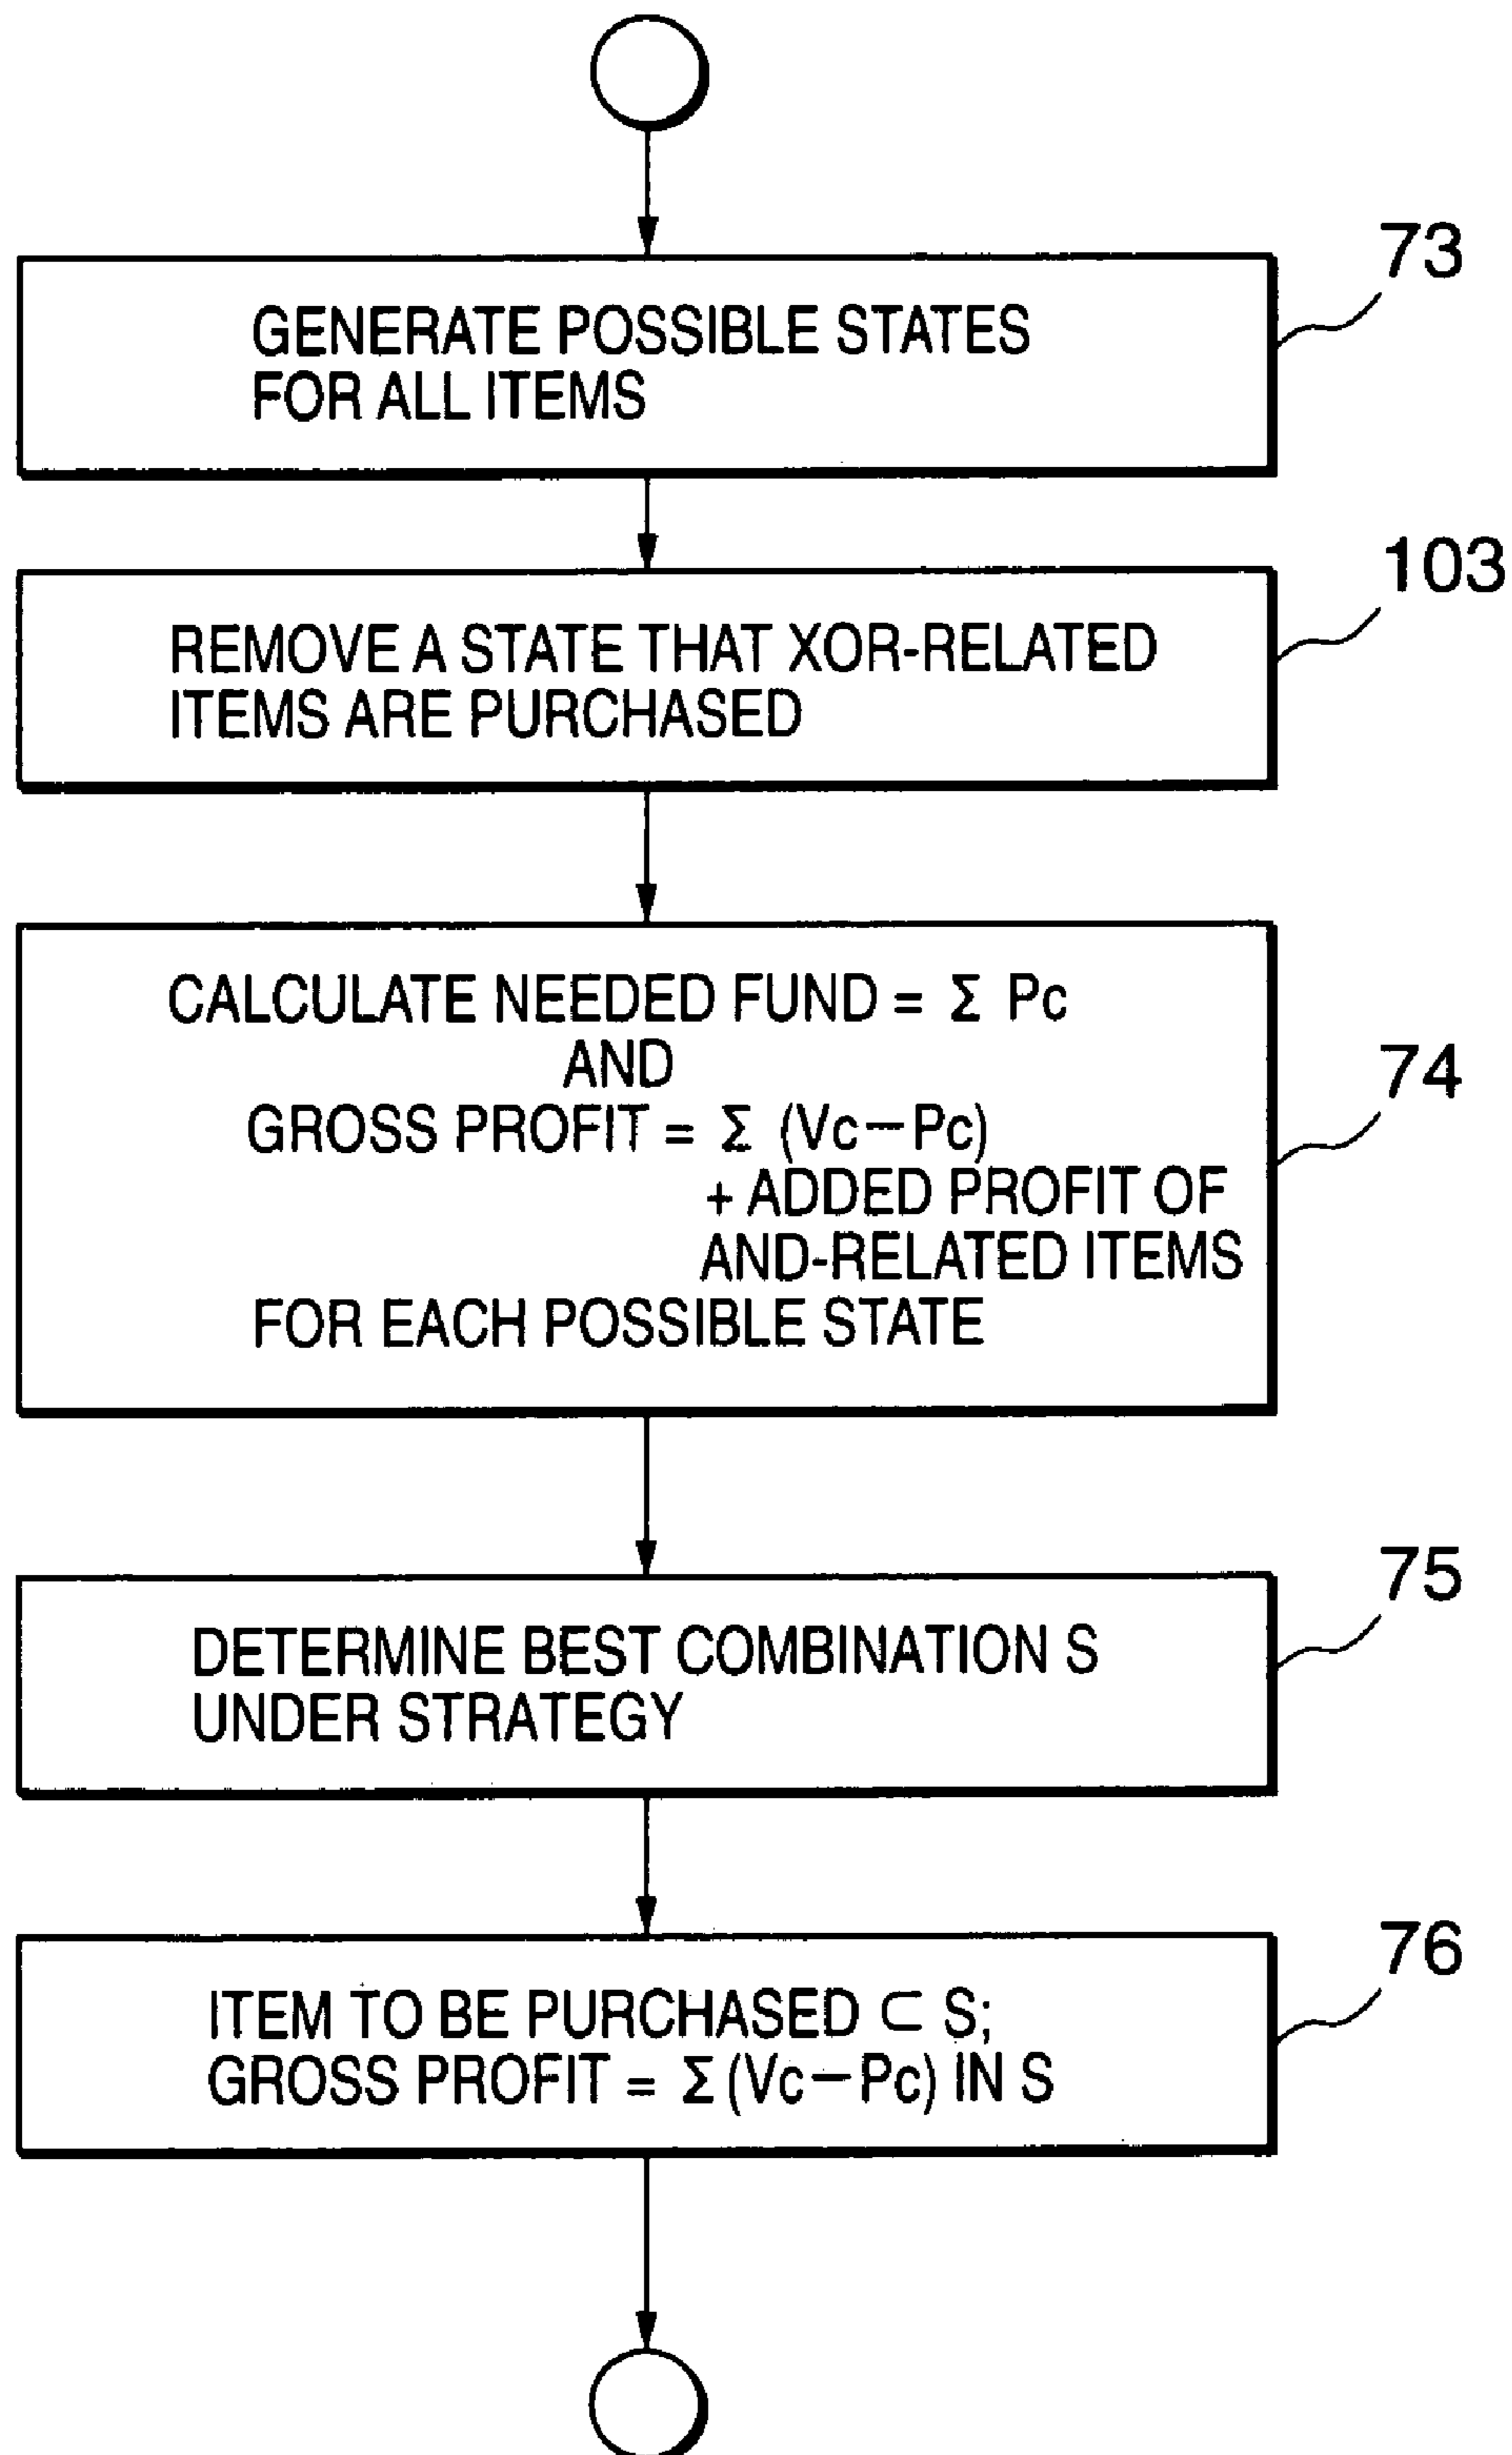 73
GENERATE POSSIBLE STATES
FOR ALL ITEMS
103
REMOVE A STATE THAT XOR-RELATED
ITEMS ARE PURCHASED
CALCULATE NEEDED FUND = Σ Pc
AND
74
GROSS PROFIT = Σ (Vc−Pc)
+ ADDED PROFIT OF
AND-RELATED ITEMS
FOR EACH POSSIBLE STATE
75
DETERMINE BEST COMBINATION S
UNDER STRATEGY
76
ITEM TO BE PURCHASED ⊂ S;
GROSS PROFIT = Σ(Vc−Pc) IN S